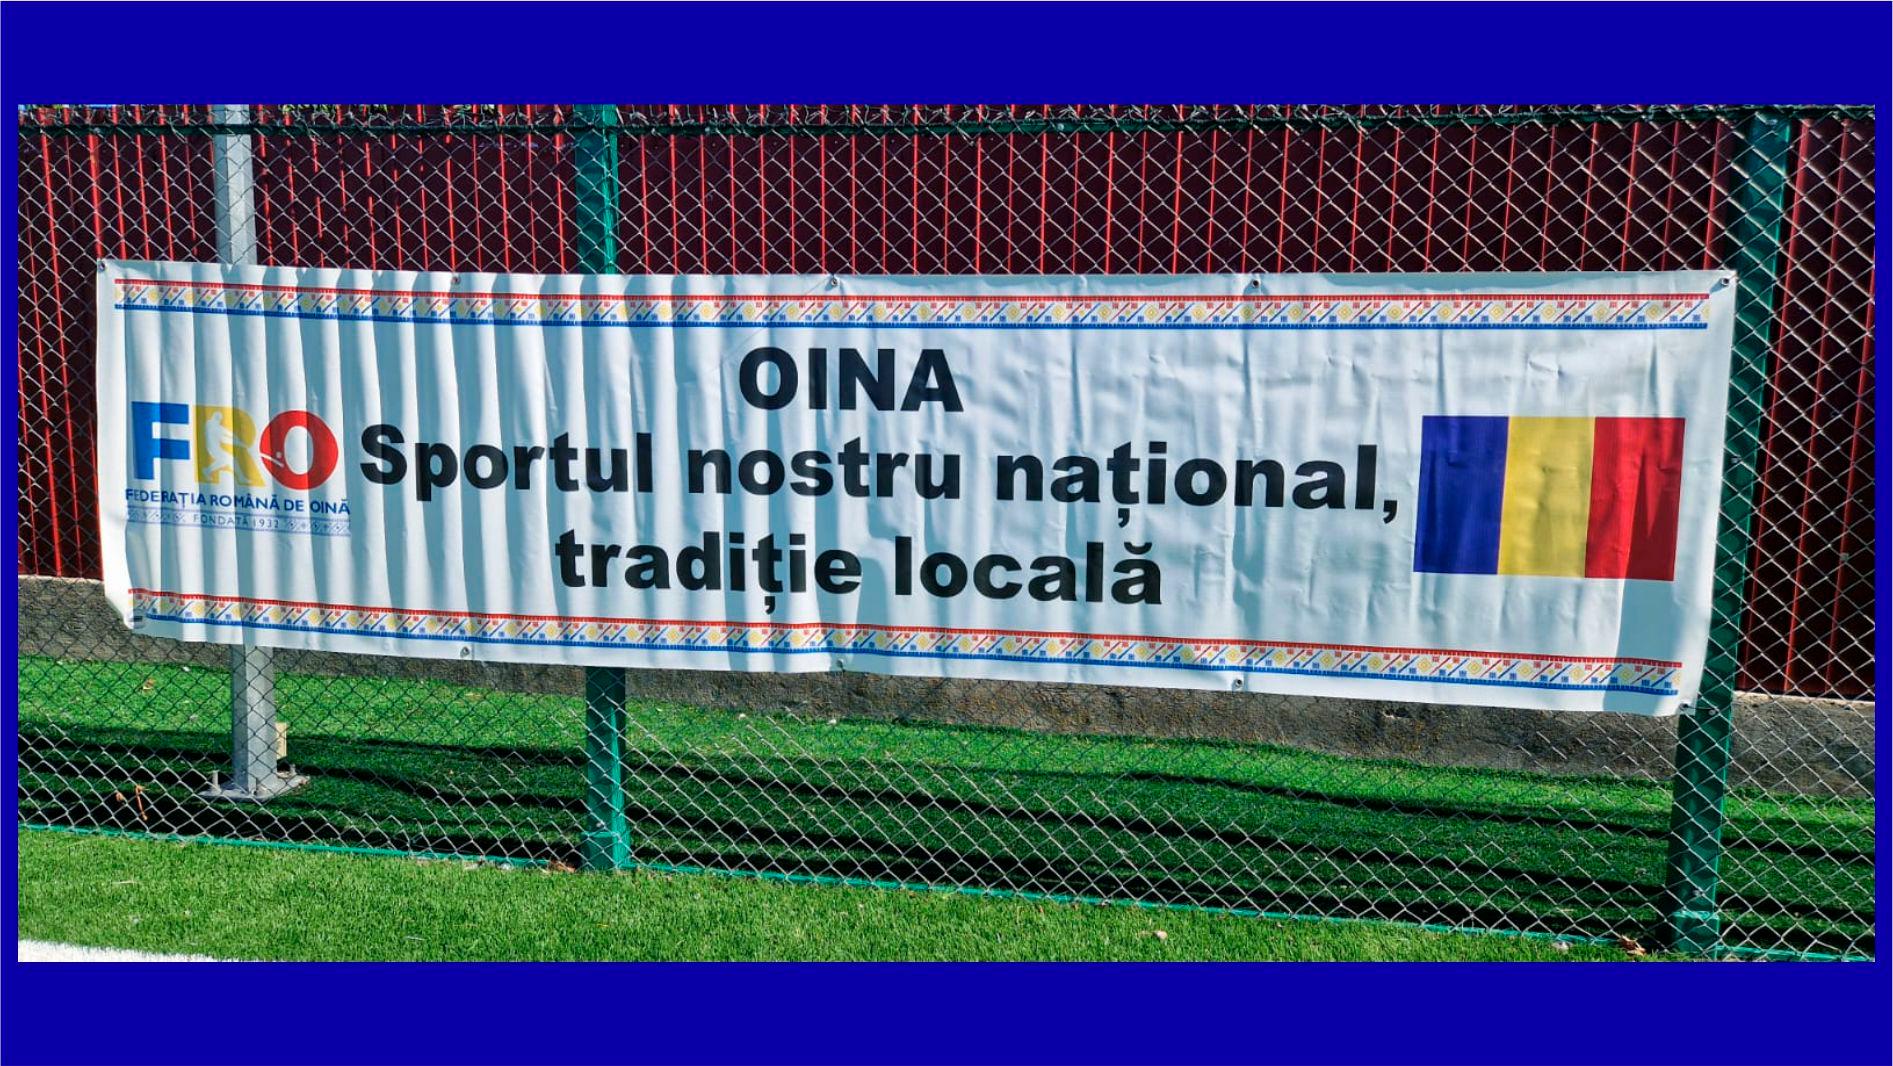 OINA
Sportul nostru național,
tradiție locală
FRO
FEDERAȚIA ROMÂNĂ DE OINĂ
FONDATĂ 1932